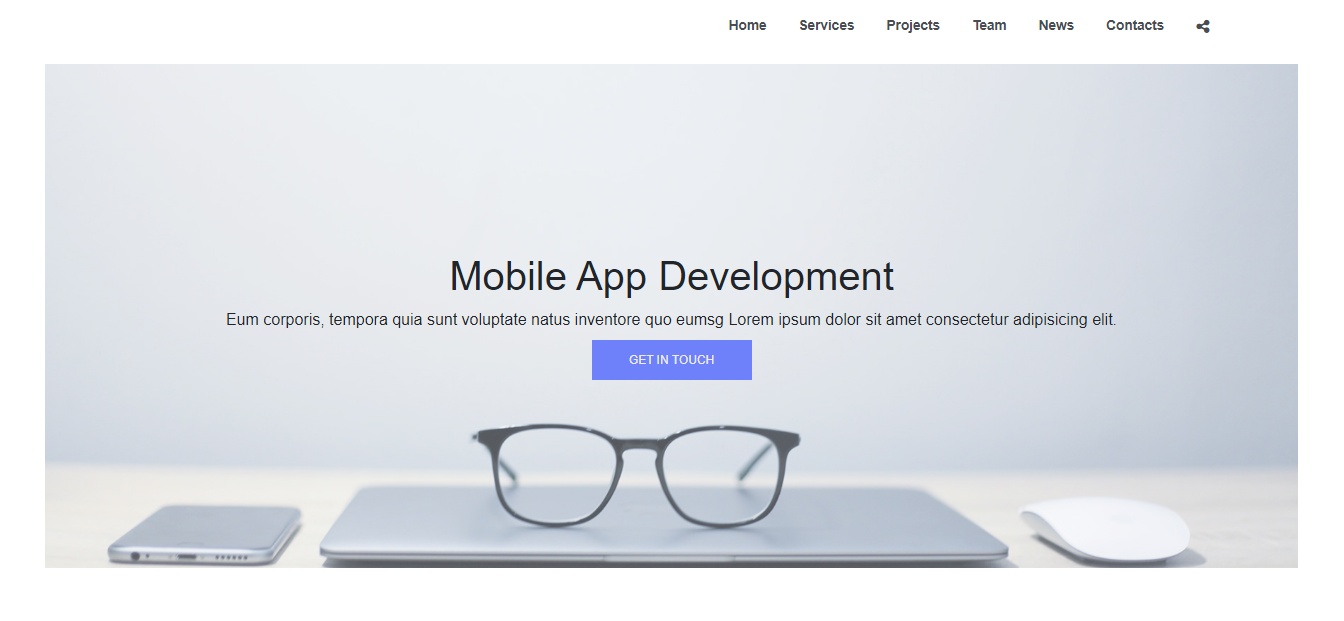 Home Services Projects Team News Contacts
Mobile App Development
Eum corporis, tempora quia sunt voluptate natus inventore quo eumsg Lorem ipsum dolor sit amet consectetur adipisicing elit.
GET IN TOUCH